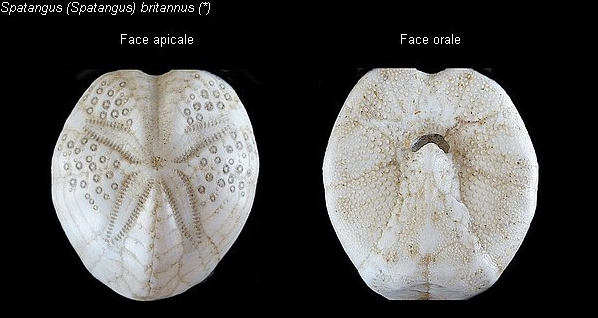 Spatangus (Spatangus) britannus (*)
Face apicale
Face orale